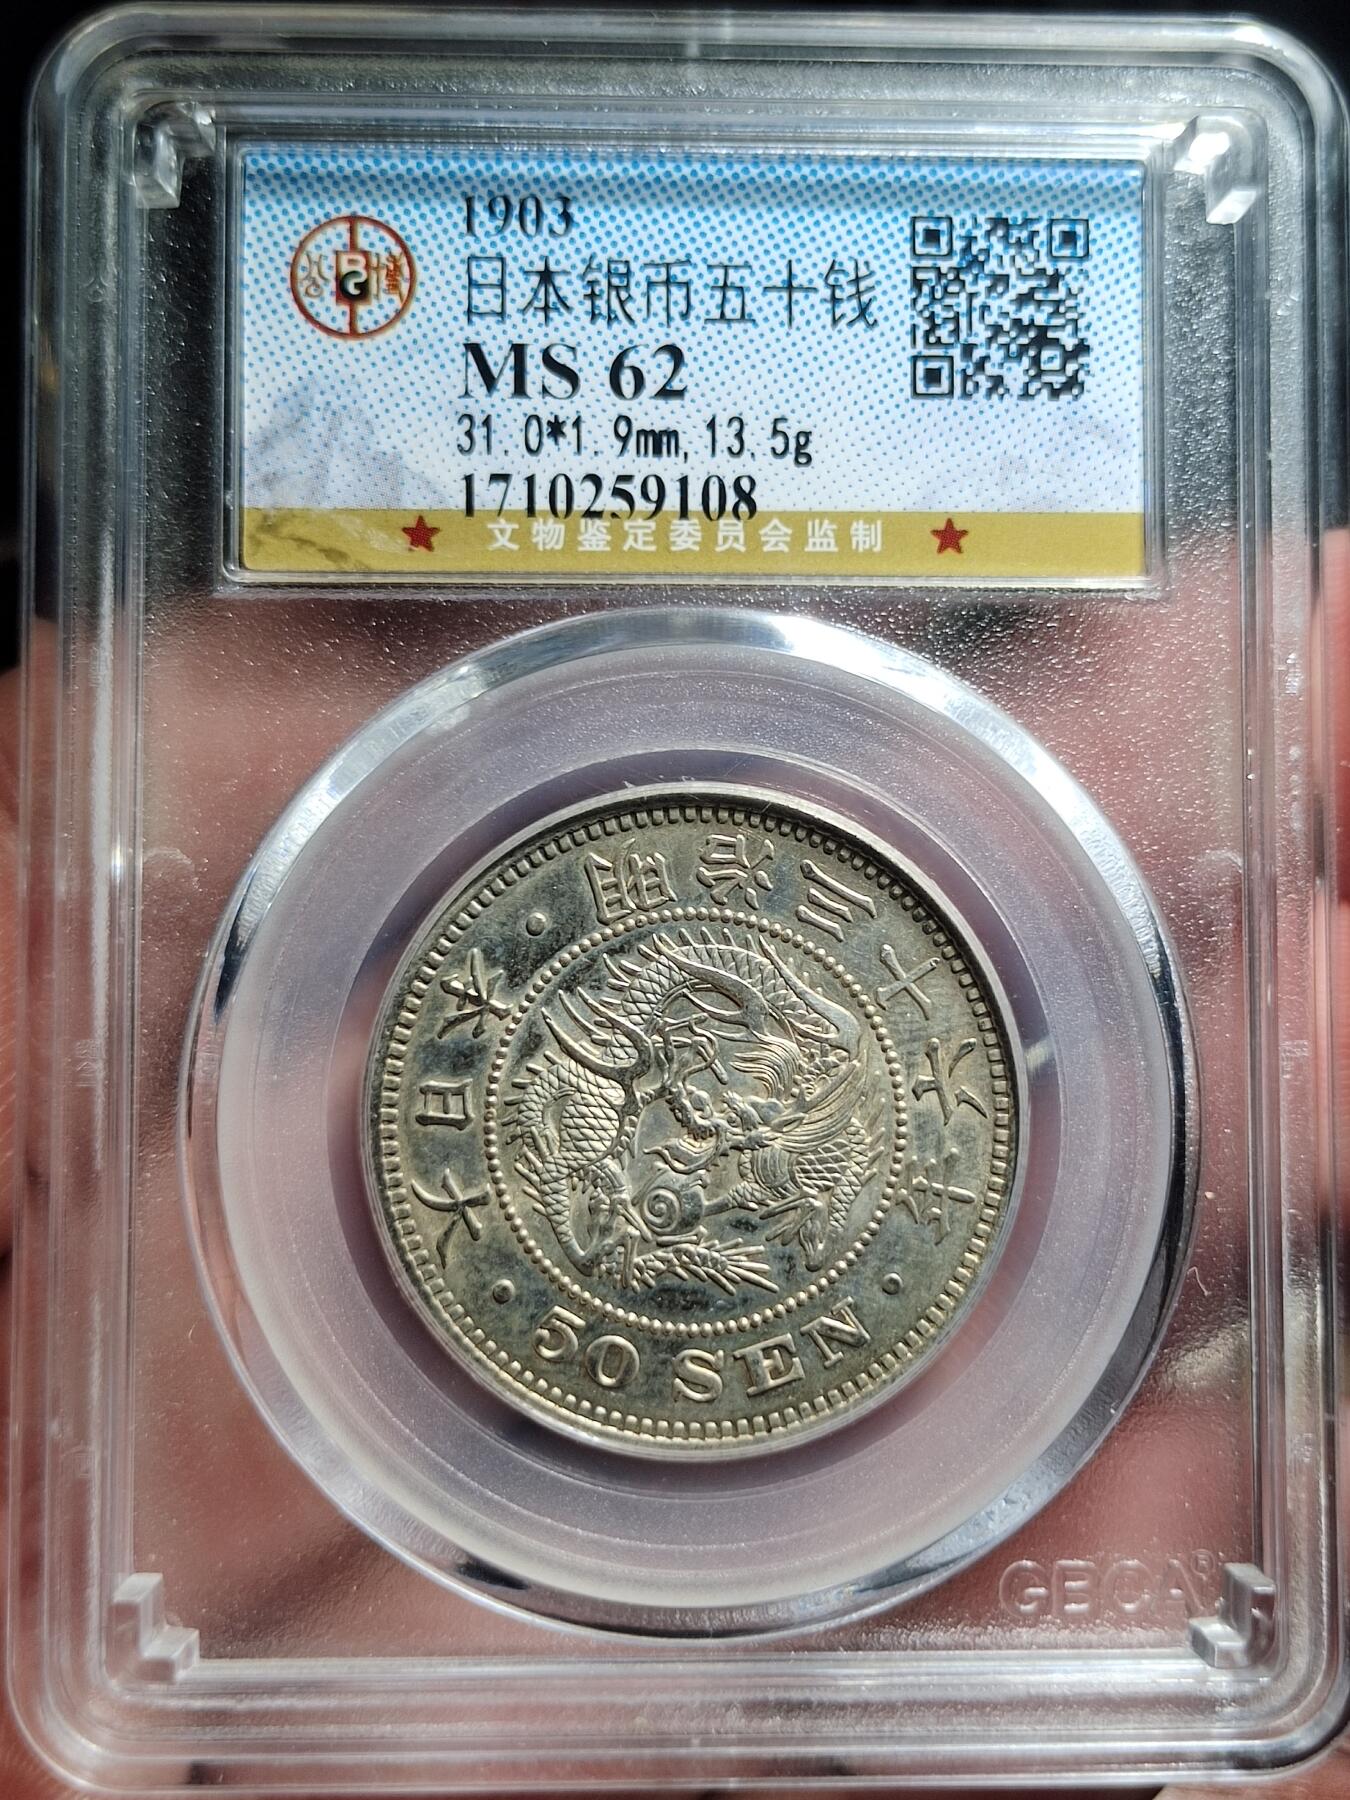 1903
公博
日本银币五十钱
MS 62
31.0*1.9mm,13.5g
1710259108
★ 文物鉴定委员会监制 ★
大日本 · 明治三十六年 ·
50 SEN
GBCA®